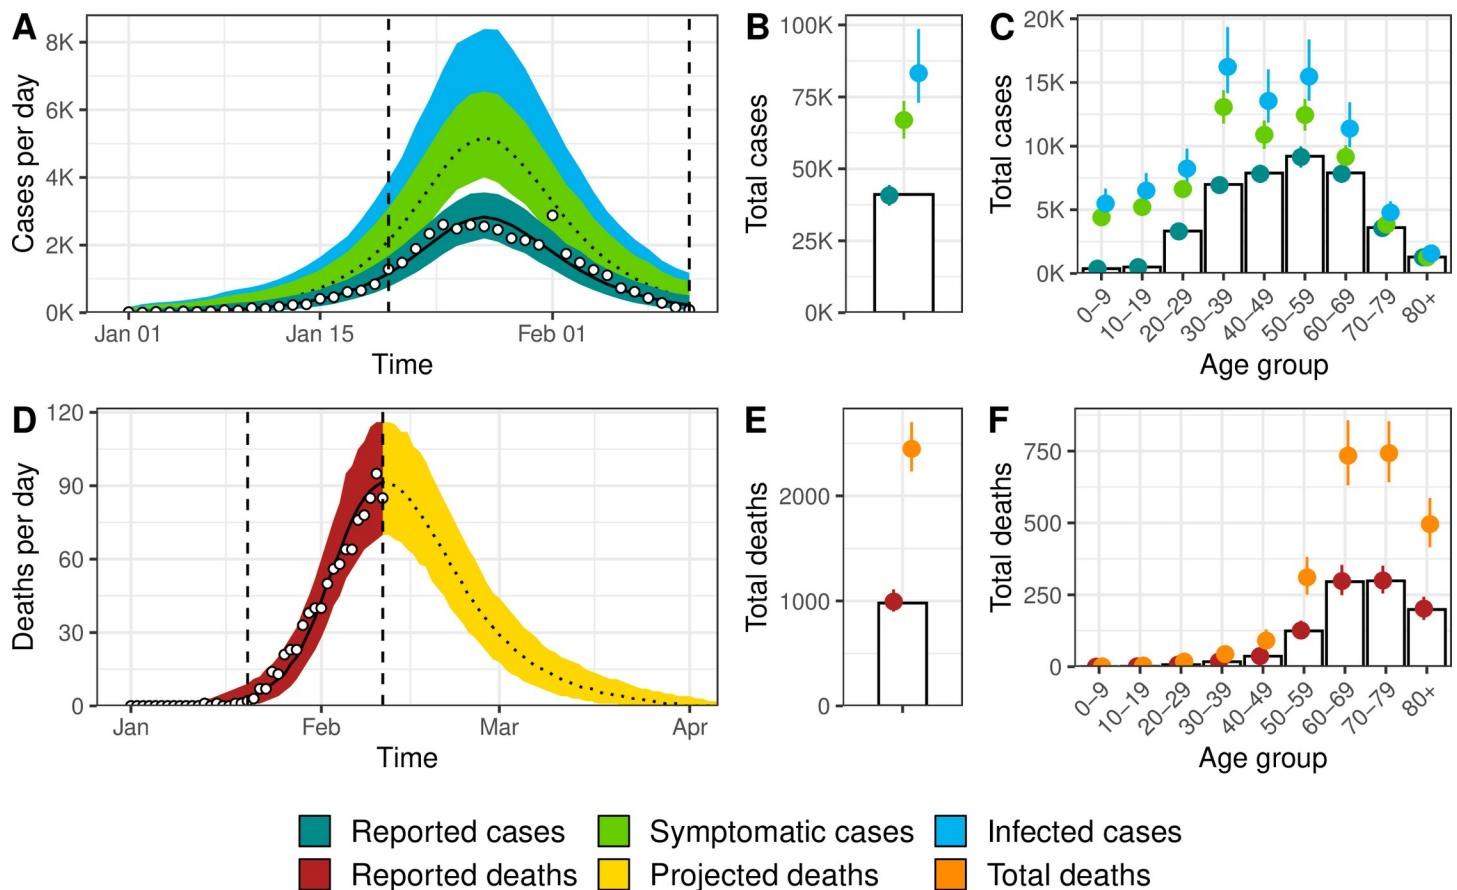 A
Cases per day
8K
6K
4K
2K
0K
Jan 01
Jan 15
Feb 01
Time
B
Total cases
100K
75K
50K
25K
0K
C
Total cases
20K
15K
10K
5K
0K
0–9
10–19
20–29
30–39
40–49
50–59
60–69
70–79
80+
Age group
D
Deaths per day
120
90
60
30
0
Jan
Feb
Mar
Apr
Time
E
Total deaths
2000
1000
0
F
Total deaths
750
500
250
0
0–9
10–19
20–29
30–39
40–49
50–59
60–69
70–79
80+
Age group
Reported cases
Symptomatic cases
Infected cases
Reported deaths
Projected deaths
Total deaths